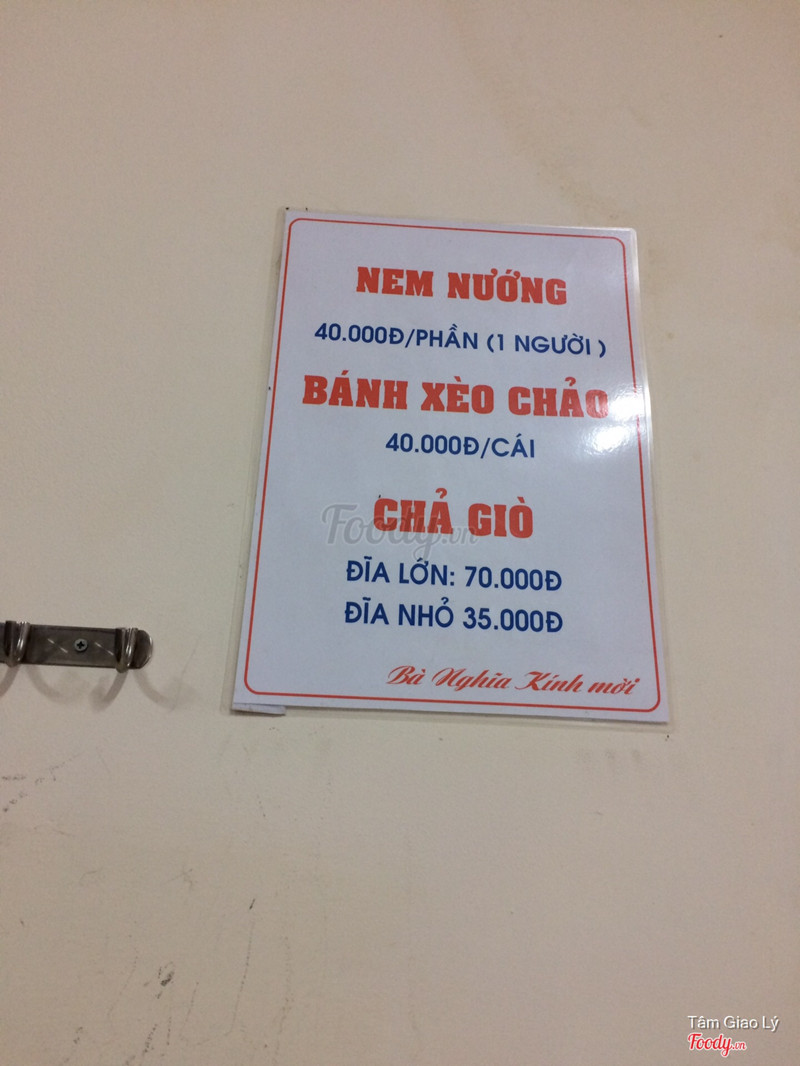 NEM NƯỚNG
40.000Đ/PHẦN (1 NGƯỜI )
BÁNH XÈO CHẢO
40.000Đ/CÁI
CHẢ GIÒ
Foody.vn
ĐĨA LỚN: 70.000Đ
ĐĨA NHỎ 35.000Đ
Bà Nghĩa Kính mời
Tâm Giao Lý
Foody.vn